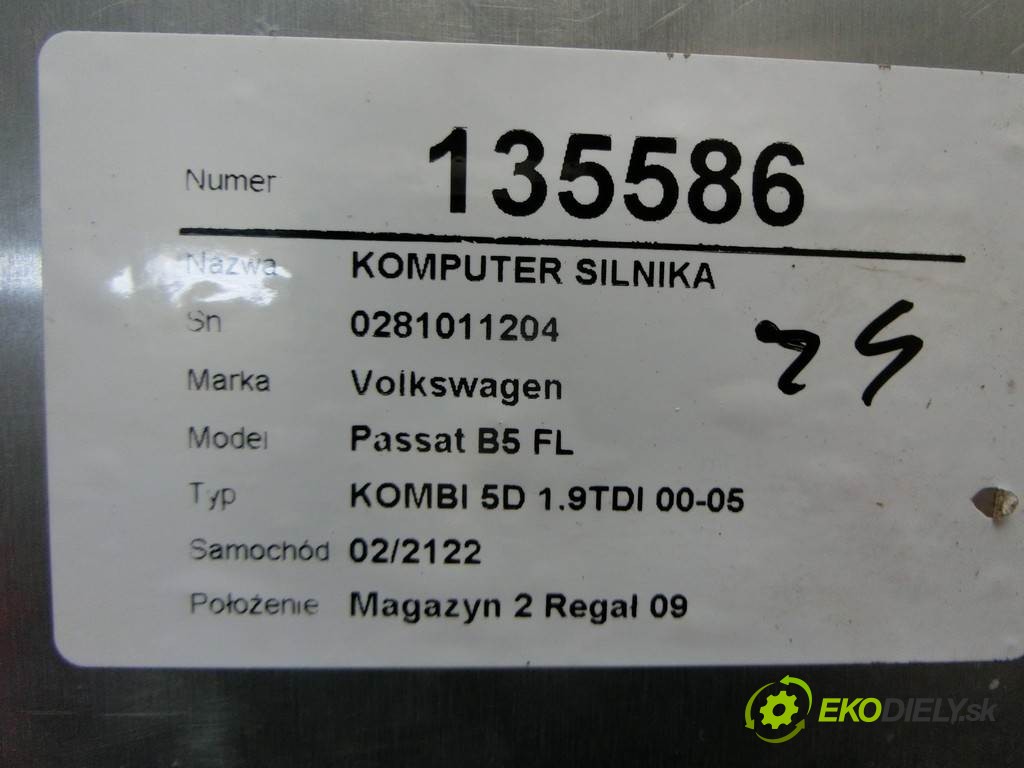 Numer 135586
Nazwa KOMPUTER SILNIKA
Sn 0281011204
Marka Volkswagen
Model Passat B5 FL
Typ KOMBI 5D 1.9TDI 00-05
Samochód 02/2122
Położenie Magazyn 2 Regał 09
EKODIELY.sk